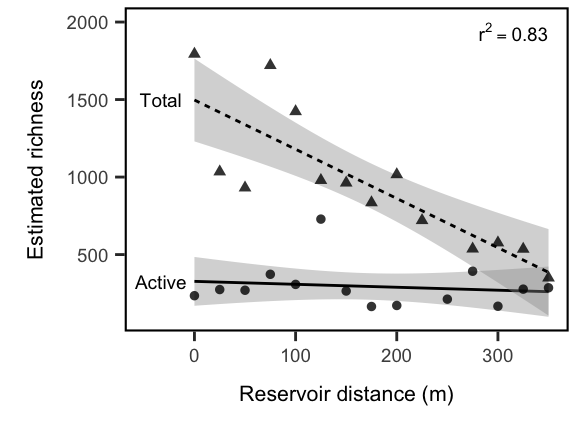 2000
r² = 0.83
1500
Total
1000
500
Active
Estimated richness
0 100 200 300
Reservoir distance (m)